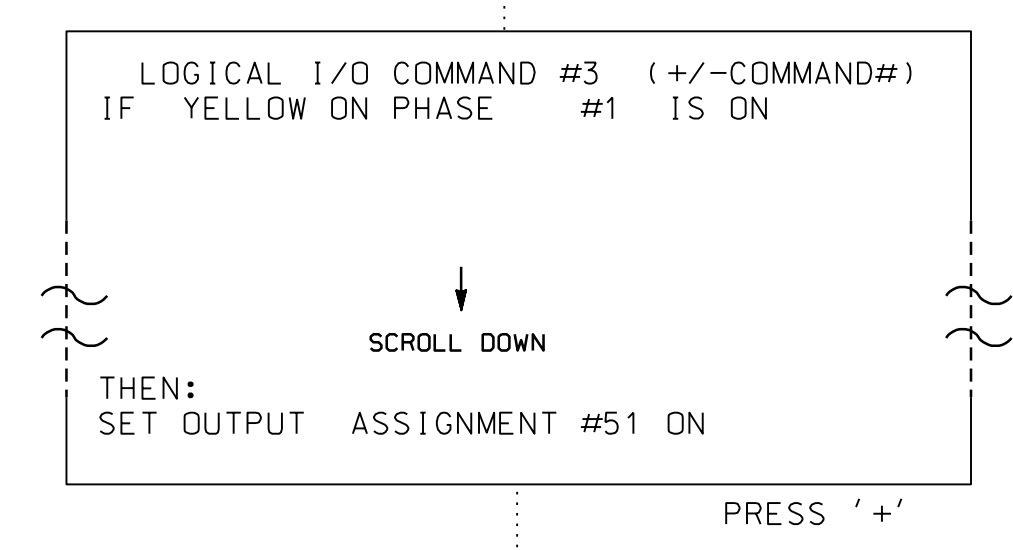 LOGICAL I/O COMMAND #3 (+/-COMMAND#)
IF YELLOW ON PHASE #1 IS ON
SCROLL DOWN
THEN:
SET OUTPUT ASSIGNMENT #51 ON
PRESS '+'